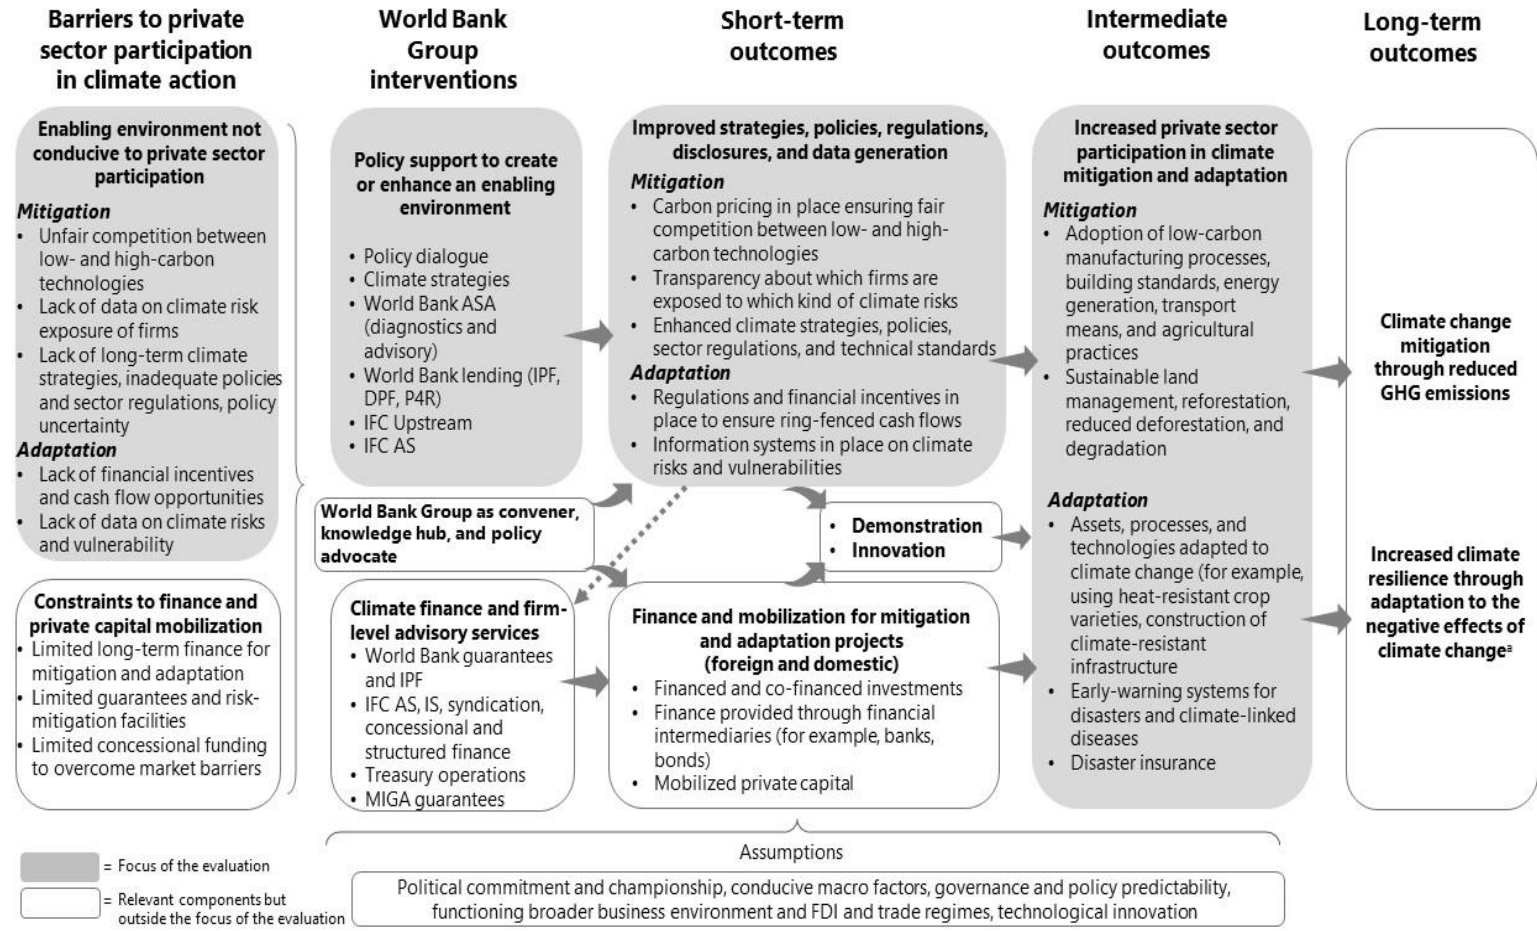 Barriers to private
sector participation
in climate action
World Bank
Group
interventions
Short-term
outcomes
Intermediate
outcomes
Long-term
outcomes
Enabling environment not
conducive to private sector
participation
Mitigation
• Unfair competition between
low- and high-carbon
technologies
• Lack of data on climate risk
exposure of firms
• Lack of long-term climate
strategies, inadequate policies
and sector regulations, policy
uncertainty
Adaptation
• Lack of financial incentives
and cash flow opportunities
• Lack of data on climate risks
and vulnerability
Constraints to finance and
private capital mobilization
• Limited long-term finance for
mitigation and adaptation
• Limited guarantees and risk-
mitigation facilities
• Limited concessional funding
to overcome market barriers
Policy support to create
or enhance an enabling
environment
• Policy dialogue
• Climate strategies
• World Bank ASA
(diagnostics and
advisory)
• World Bank lending (IPF,
DPF, P4R)
• IFC Upstream
• IFC AS
World Bank Group as convener,
knowledge hub, and policy
advocate
Climate finance and firm-
level advisory services
• World Bank guarantees
and IPF
• IFC AS, IS, syndication,
concessional and
structured finance
• Treasury operations
• MIGA guarantees
Improved strategies, policies, regulations,
disclosures, and data generation
Mitigation
• Carbon pricing in place ensuring fair
competition between low- and high-
carbon technologies
• Transparency about which firms are
exposed to which kind of climate risks
• Enhanced climate strategies, policies,
sector regulations, and technical standards
Adaptation
• Regulations and financial incentives in
place to ensure ring-fenced cash flows
• Information systems in place on climate
risks and vulnerabilities
• Demonstration
• Innovation
Finance and mobilization for mitigation
and adaptation projects
(foreign and domestic)
• Financed and co-financed investments
• Finance provided through financial
intermediaries (for example, banks,
bonds)
• Mobilized private capital
Increased private sector
participation in climate
mitigation and adaptation
Mitigation
• Adoption of low-carbon
manufacturing processes,
building standards, energy
generation, transport
means, and agricultural
practices
• Sustainable land
management, reforestation,
reduced deforestation, and
degradation
Adaptation
• Assets, processes, and
technologies adapted to
climate change (for example,
using heat-resistant crop
varieties, construction of
climate-resistant
infrastructure
• Early-warning systems for
disasters and climate-linked
diseases
• Disaster insurance
Climate change
mitigation
through reduced
GHG emissions
Increased climate
resilience through
adaptation to the
negative effects of
climate changeª
Assumptions
Political commitment and championship, conducive macro factors, governance and policy predictability,
functioning broader business environment and FDI and trade regimes, technological innovation
= Focus of the evaluation
= Relevant components but
outside the focus of the evaluation